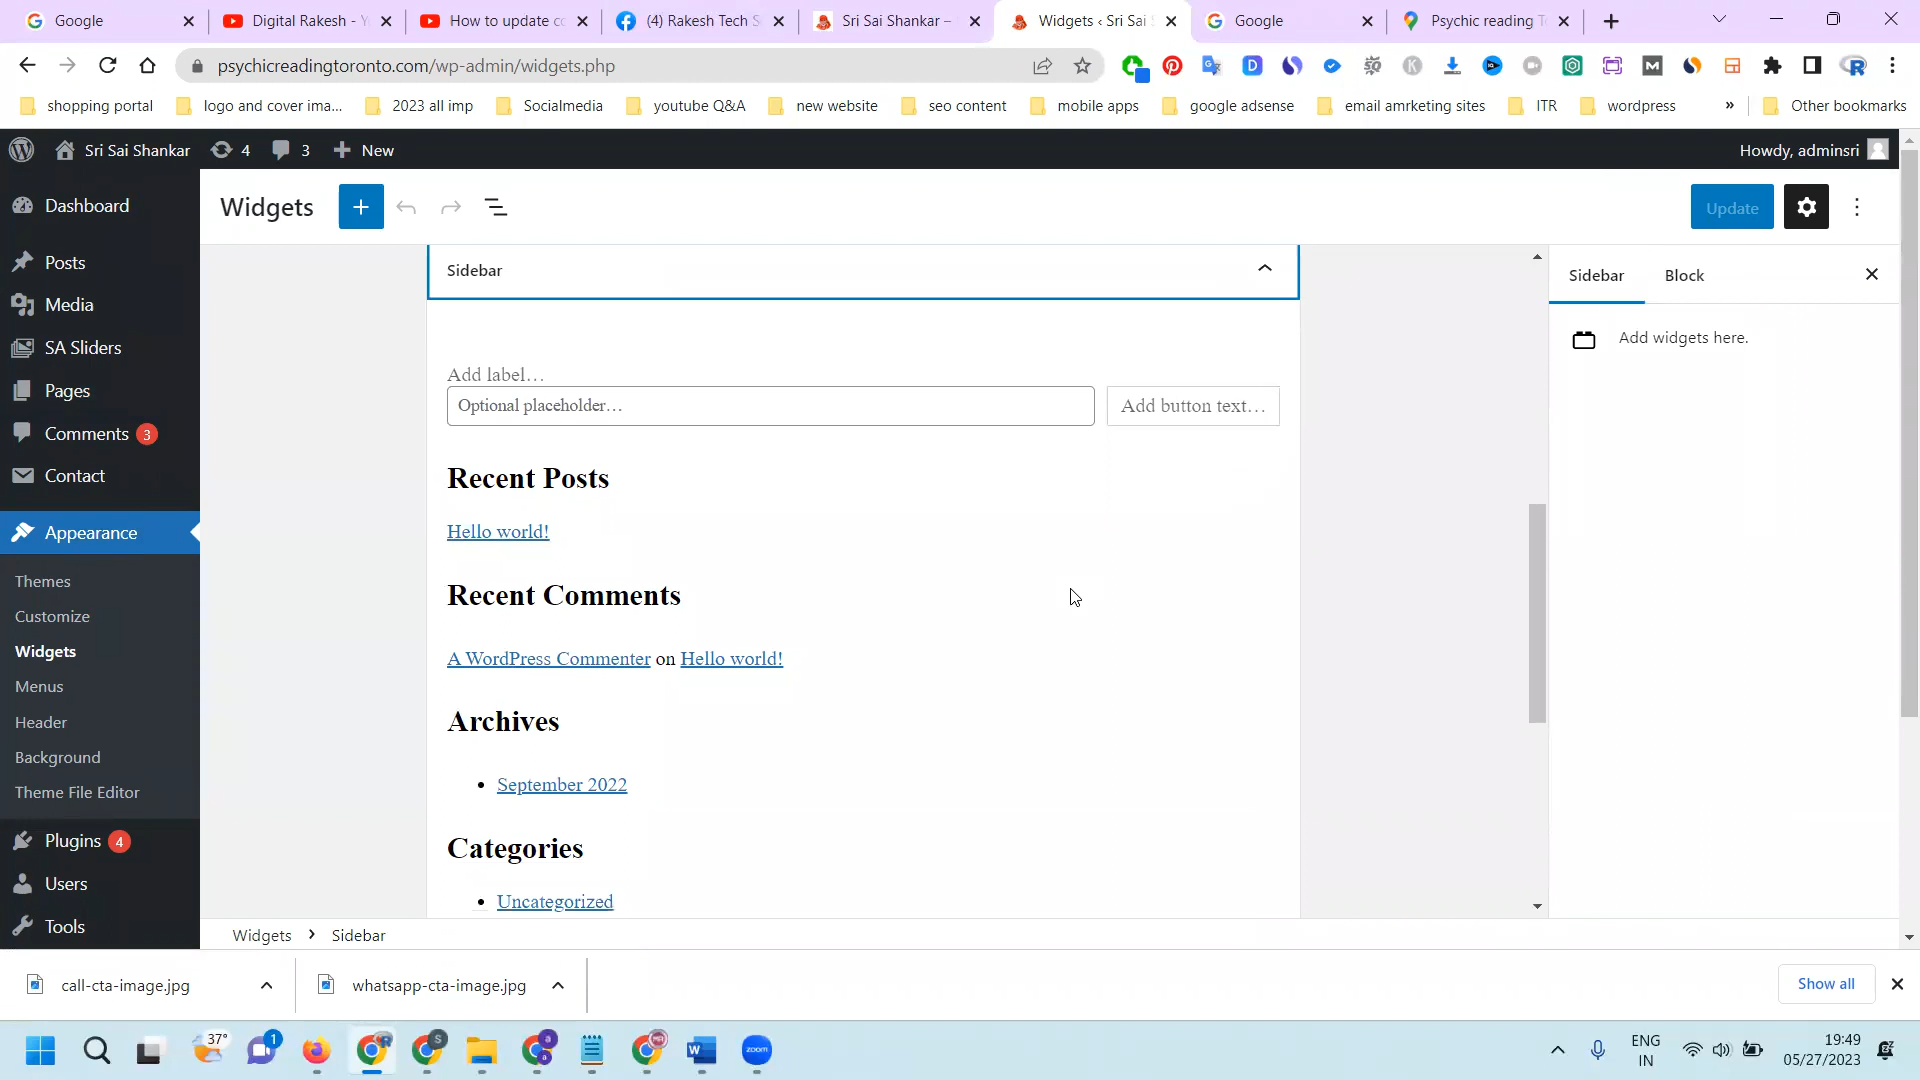 Google
Digital Rakesh - Y
How to update co
(4) Rakesh Tech S
Sri Sai Shankar –
Widgets ‹ Sri Sai S
Google
Psychic reading T
psychicreadingtoronto.com/wp-admin/widgets.php
shopping portal
logo and cover ima...
2023 all imp
Socialmedia
youtube Q&A
new website
seo content
mobile apps
google adsense
email amrketing sites
ITR
wordpress
»
Other bookmarks
Sri Sai Shankar
4
3
New
Howdy, adminsri
Dashboard
Posts
Media
SA Sliders
Pages
Comments 3
Contact
Appearance
Themes
Customize
Widgets
Menus
Header
Background
Theme File Editor
Plugins 4
Users
Tools
Widgets
Update
Sidebar
Add label…
Optional placeholder…
Add button text…
Recent Posts
Hello world!
Recent Comments
A WordPress Commenter on Hello world!
Archives
September 2022
Categories
Uncategorized
Sidebar
Block
Add widgets here.
Widgets › Sidebar
call-cta-image.jpg
whatsapp-cta-image.jpg
Show all
37°
1
zoom
ENG
IN
19:49
05/27/2023